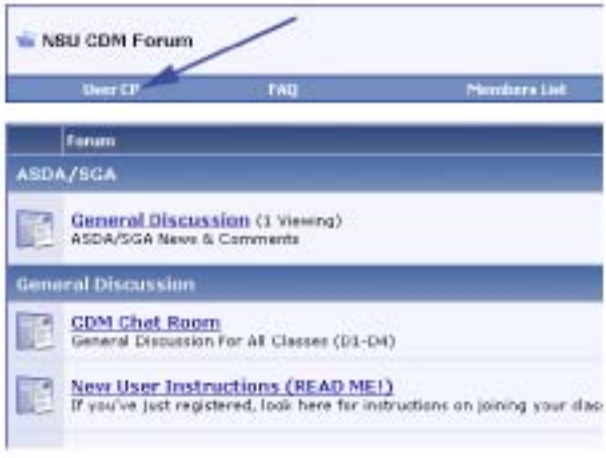 NSU CDM Forum
User CP FAQ Members List
Forum
ASDA/SGA
General Discussion (1 Viewing)
ASDA/SGA News & Comments
General Discussion
CDM Chat Room
General Discussion For All Classes (D1-D4)
New User Instructions (READ ME!)
If you've just registered, look here for instructions on joining your clas